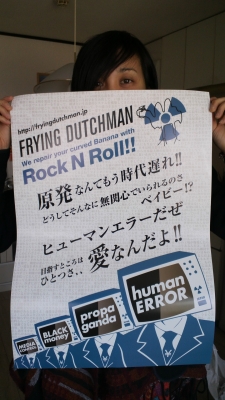 http://fryingdutchman.jp
FRYING DUTCHMAN
We repair your curved Banana with
Rock N Roll!!
原発なんてもう時代遅れ!!
どうしてそんなに無関心でいられるのさ
ベイビー!?
ヒューマンエラーだぜ
目指すところは
ひとつさ、、愛なんだよ!!
human
ERROR
propa
ganda
BLACK
money
MEDIA
CONTROL